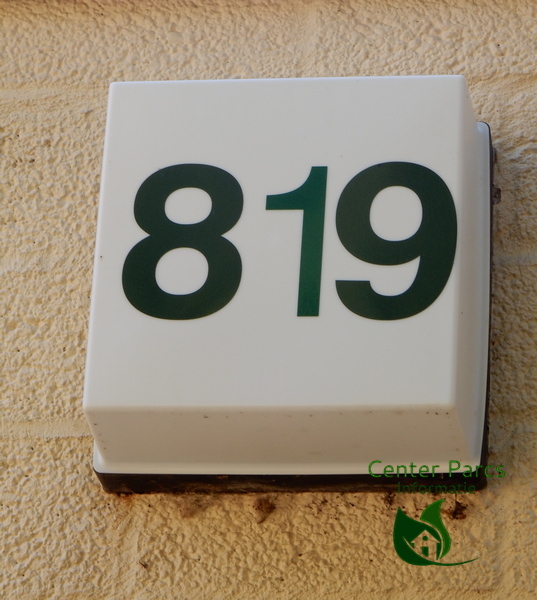 819
Center Parcs
Informatie